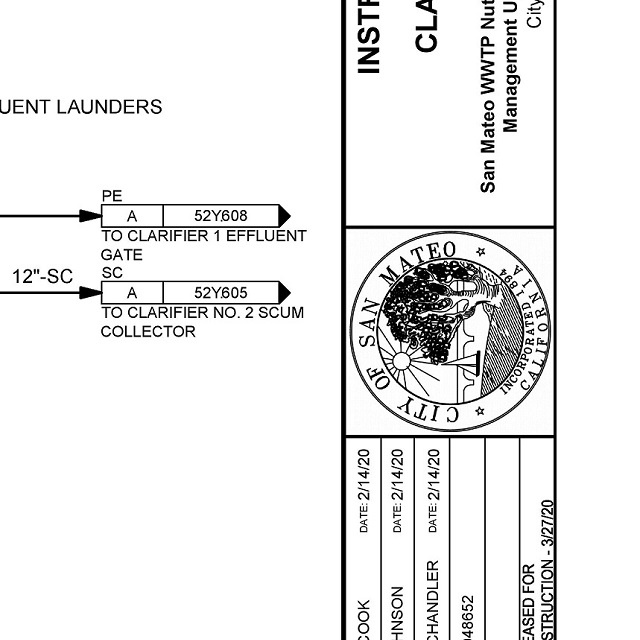 UENT LAUNDERS
PE
A 52Y608
TO CLARIFIER 1 EFFLUENT
GATE
12"-SC
SC
A 52Y605
TO CLARIFIER NO. 2 SCUM
COLLECTOR
INSTR
CLA
San Mateo WWTP Nut
Management U
City
CITY OF SAN MATEO
INCORPORATED 1894
CALIFORNIA
COOK DATE: 2/14/20
HNSON DATE: 2/14/20
CHANDLER DATE: 2/14/20
48652
EASED FOR
STRUCTION - 3/27/20